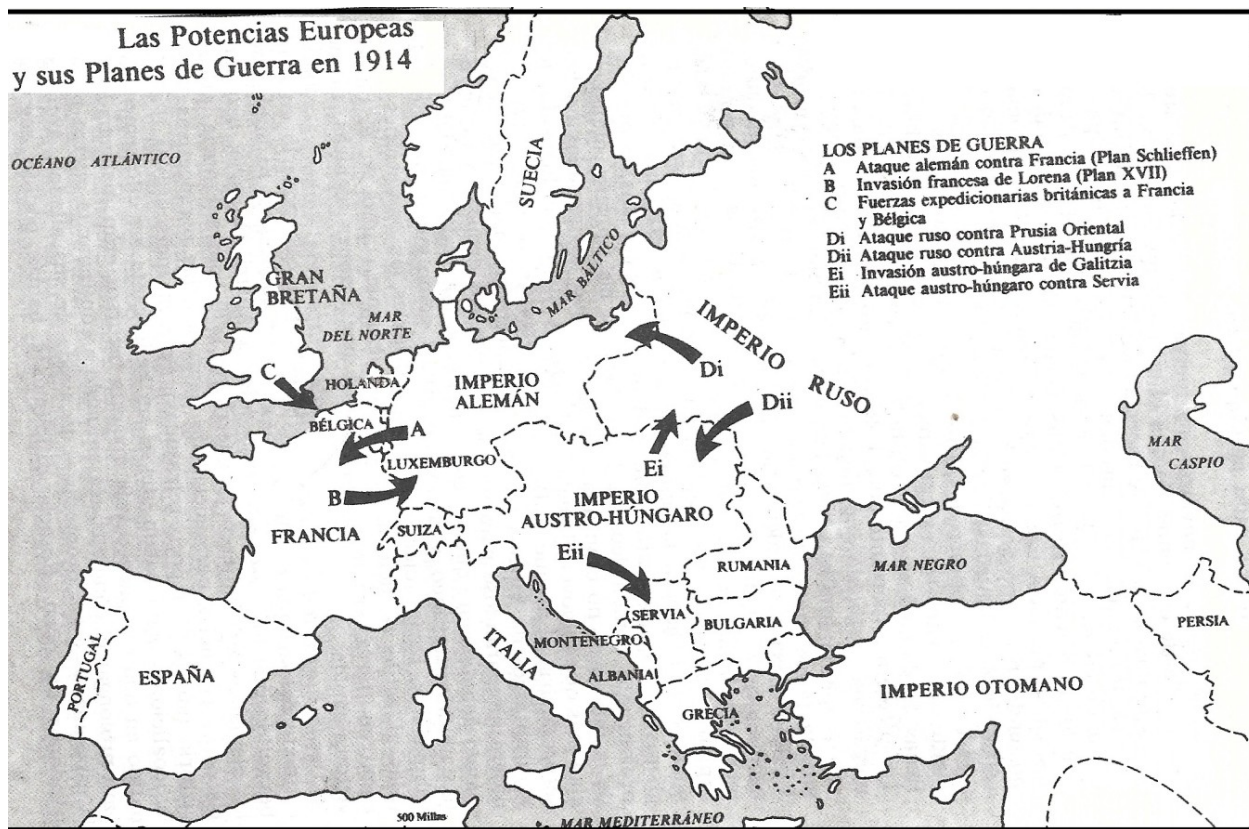 Las Potencias Europeas
y sus Planes de Guerra en 1914
OCÉANO ATLÁNTICO
SUECIA
LOS PLANES DE GUERRA
A Ataque alemán contra Francia (Plan Schlieffen)
B Invasión francesa de Lorena (Plan XVII)
C Fuerzas expedicionarias británicas a Francia
y Bélgica
Di Ataque ruso contra Prusia Oriental
Dii Ataque ruso contra Austria-Hungría
Ei Invasión austro-húngara de Galitzia
Eii Ataque austro-húngaro contra Servia
GRAN
BRETAÑA
MAR
DEL NORTE
MAR BÁLTICO
IMPERIO
RUSO
C
HOLANDA
IMPERIO
ALEMÁN
Di
Dii
BÉLGICA
A
LUXEMBURGO
Ei
MAR
CASPIO
B
FRANCIA
SUIZA
IMPERIO
AUSTRO-HÚNGARO
Eii
RUMANIA
MAR NEGRO
SERVIA
BULGARIA
PERSIA
PORTUGAL
ESPAÑA
ITALIA
MONTENEGRO
ALBANIA
IMPERIO OTOMANO
GRECIA
500 Millas
MAR MEDITERRÁNEO